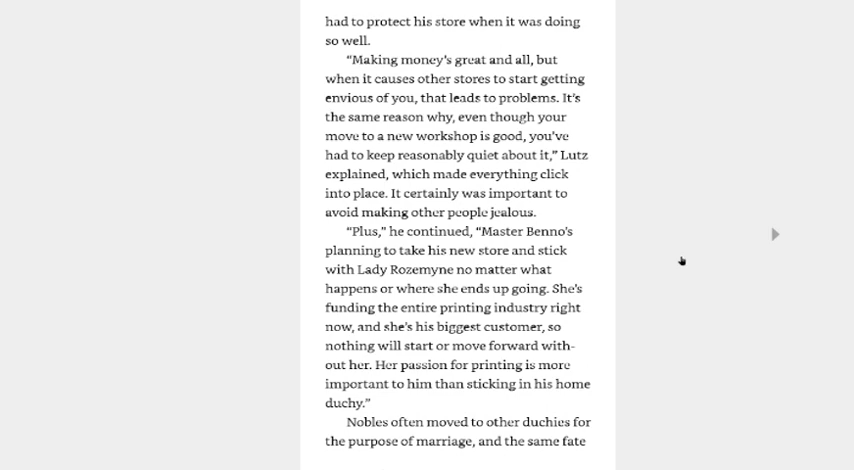 had to protect his store when it was doing
so well.
“Making money’s great and all, but
when it causes other stores to start getting
envious of you, that leads to problems. It’s
the same reason why, even though your
move to a new workshop is good, you’ve
had to keep reasonably quiet about it,” Lutz
explained, which made everything click
into place. It certainly was important to
avoid making other people jealous.
“Plus,” he continued, “Master Benno’s
planning to take his new store and stick
with Lady Rozemyne no matter what
happens or where she ends up going. She’s
funding the entire printing industry right
now, and she’s his biggest customer, so
nothing will start or move forward with-
out her. Her passion for printing is more
important to him than sticking in his home
duchy.”
Nobles often moved to other duchies for
the purpose of marriage, and the same fate